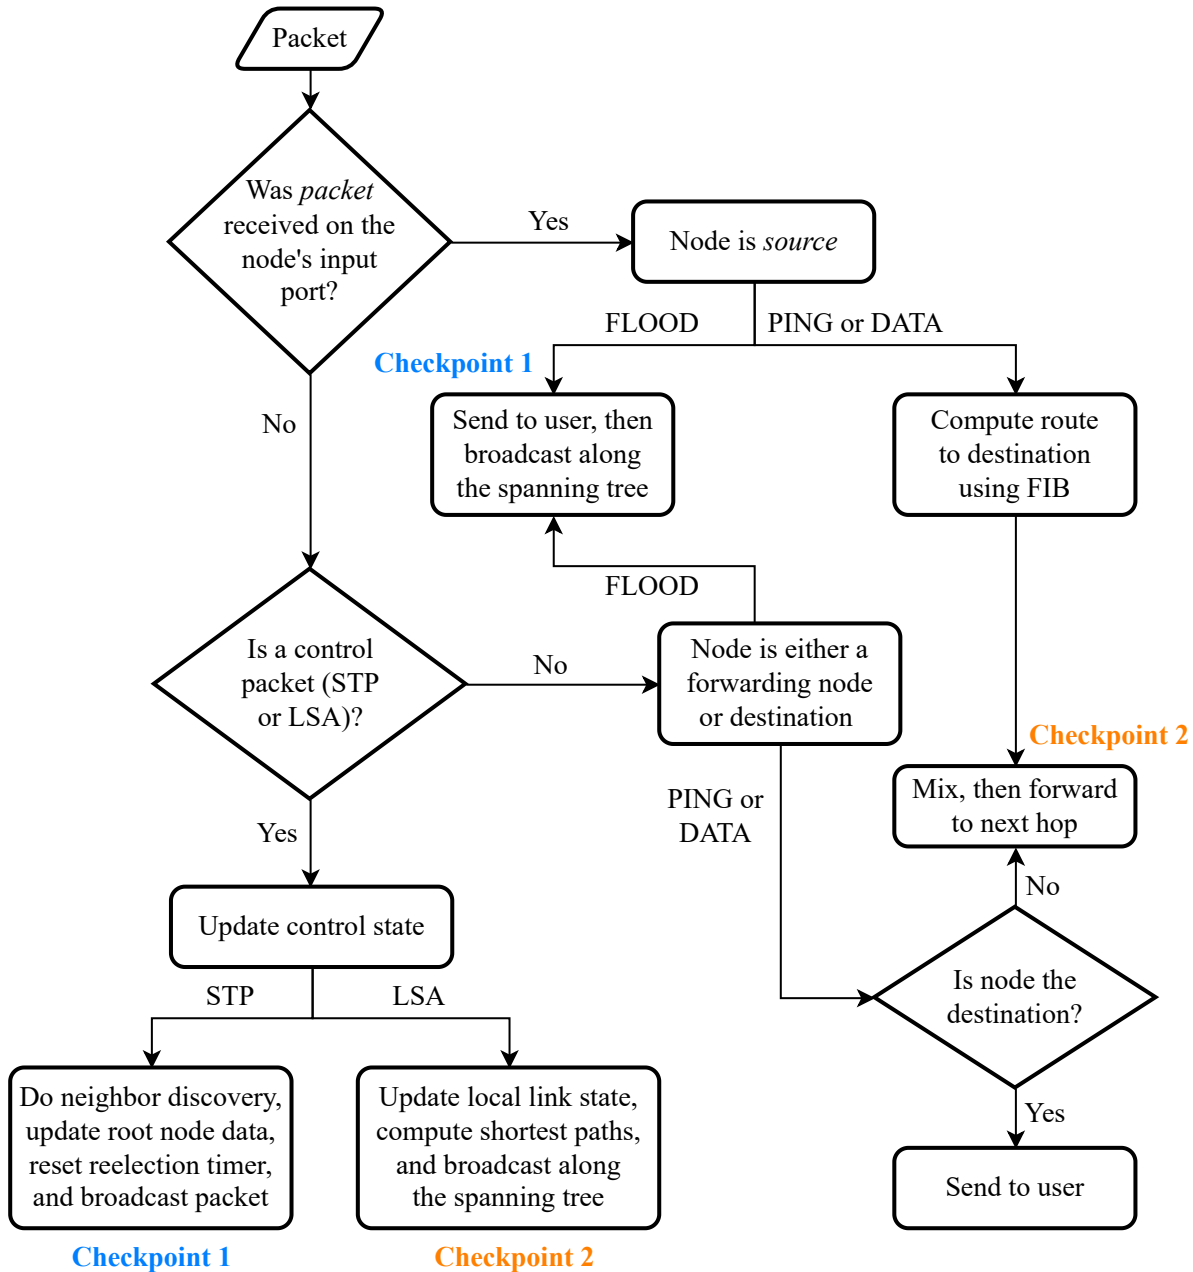 Packet
Was packet
received on the
node's input
port?
Yes
Node is source
FLOOD
PING or DATA
Checkpoint 1
Send to user, then
broadcast along
the spanning tree
Compute route
to destination
using FIB
No
FLOOD
Is a control
packet (STP
or LSA)?
No
Node is either a
forwarding node
or destination
Checkpoint 2
PING or
DATA
Mix, then forward
to next hop
Yes
No
Update control state
Is node the
destination?
STP
LSA
Do neighbor discovery,
update root node data,
reset reelection timer,
and broadcast packet
Update local link state,
compute shortest paths,
and broadcast along
the spanning tree
Yes
Send to user
Checkpoint 1
Checkpoint 2